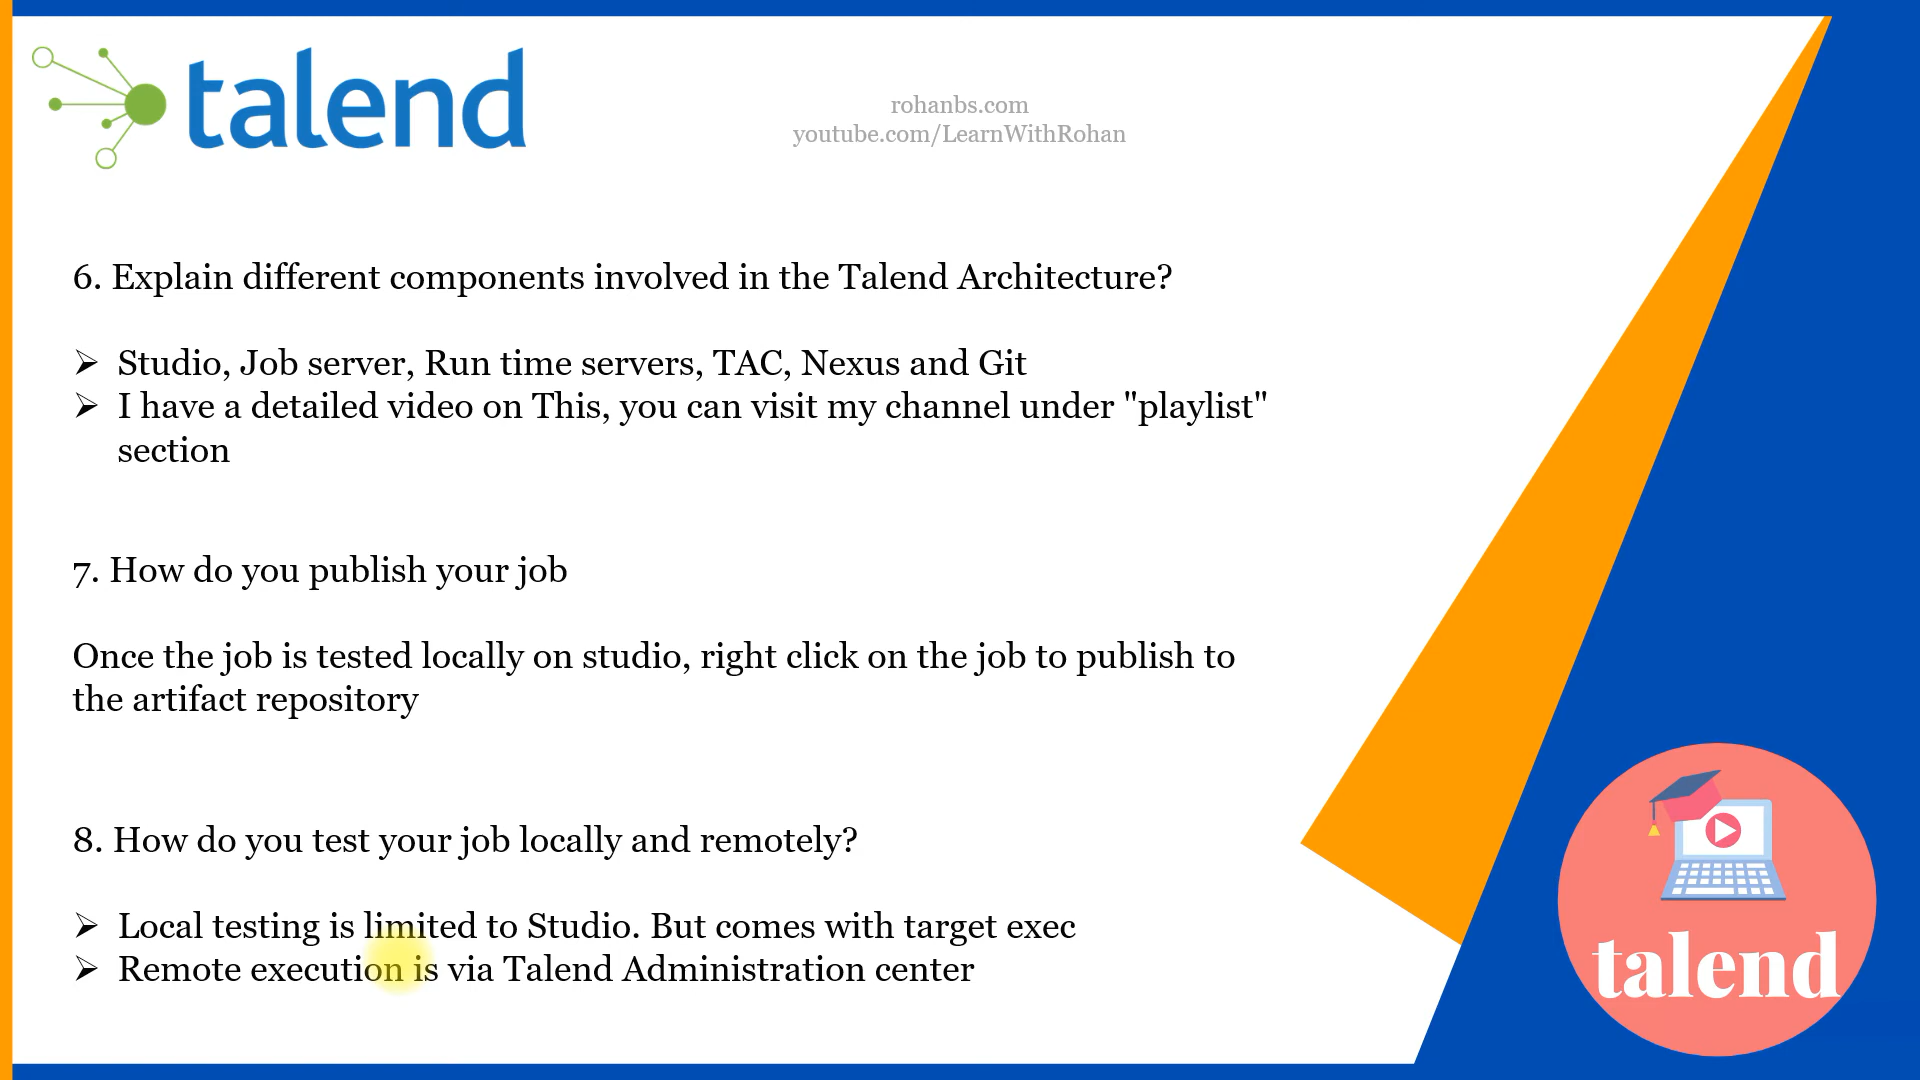 talend
rohanbs.com
youtube.com/LearnWithRohan
6. Explain different components involved in the Talend Architecture?
➢ Studio, Job server, Run time servers, TAC, Nexus and Git
➢ I have a detailed video on This, you can visit my channel under "playlist"
section
7. How do you publish your job
Once the job is tested locally on studio, right click on the job to publish to
the artifact repository
8. How do you test your job locally and remotely?
➢ Local testing is limited to Studio. But comes with target exec
➢ Remote execution is via Talend Administration center
talend